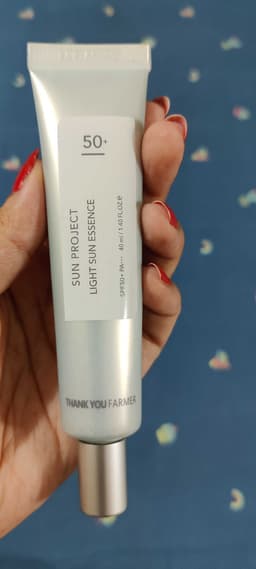 50+
SUN PROJECT
LIGHT SUN ESSENCE
SPF50+ PA+++ 40 ml / 1.40 FL.OZ.℮
THANK YOU FARMER